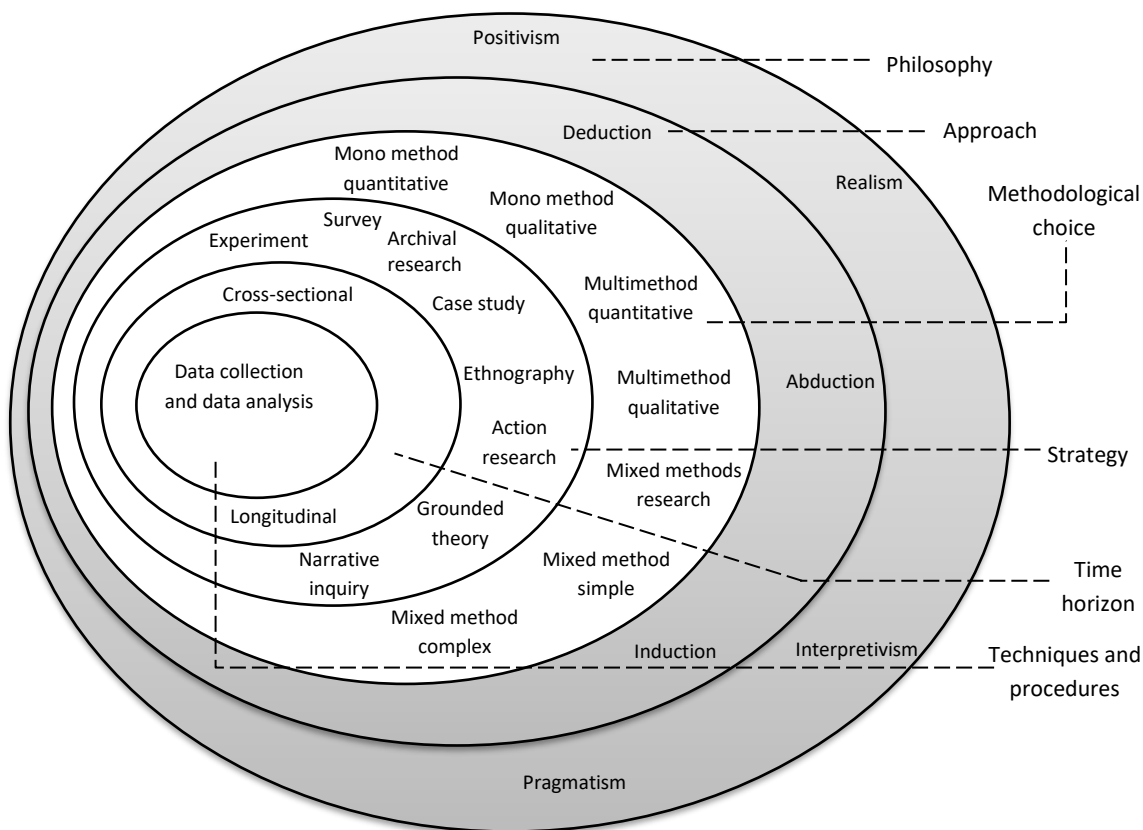 Positivism
Philosophy
Deduction
Approach
Mono method
quantitative
Realism
Mono method
qualitative
Methodological
choice
Survey
Experiment
Archival
research
Cross-sectional
Case study
Multimethod
quantitative
Data collection
and data analysis
Ethnography
Multimethod
qualitative
Abduction
Action
research
Strategy
Mixed methods
research
Longitudinal
Grounded
theory
Narrative
inquiry
Mixed method
simple
Time
horizon
Mixed method
complex
Induction
Interpretivism
Techniques and
procedures
Pragmatism